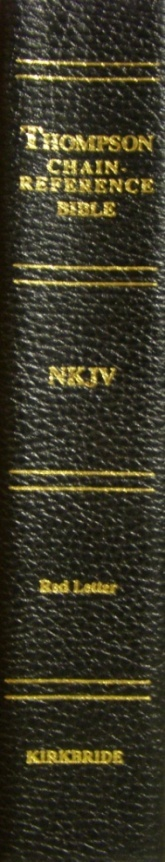 THOMPSON
CHAIN-
REFERENCE
BIBLE
NKJV
Red Letter
KIRKBRIDE